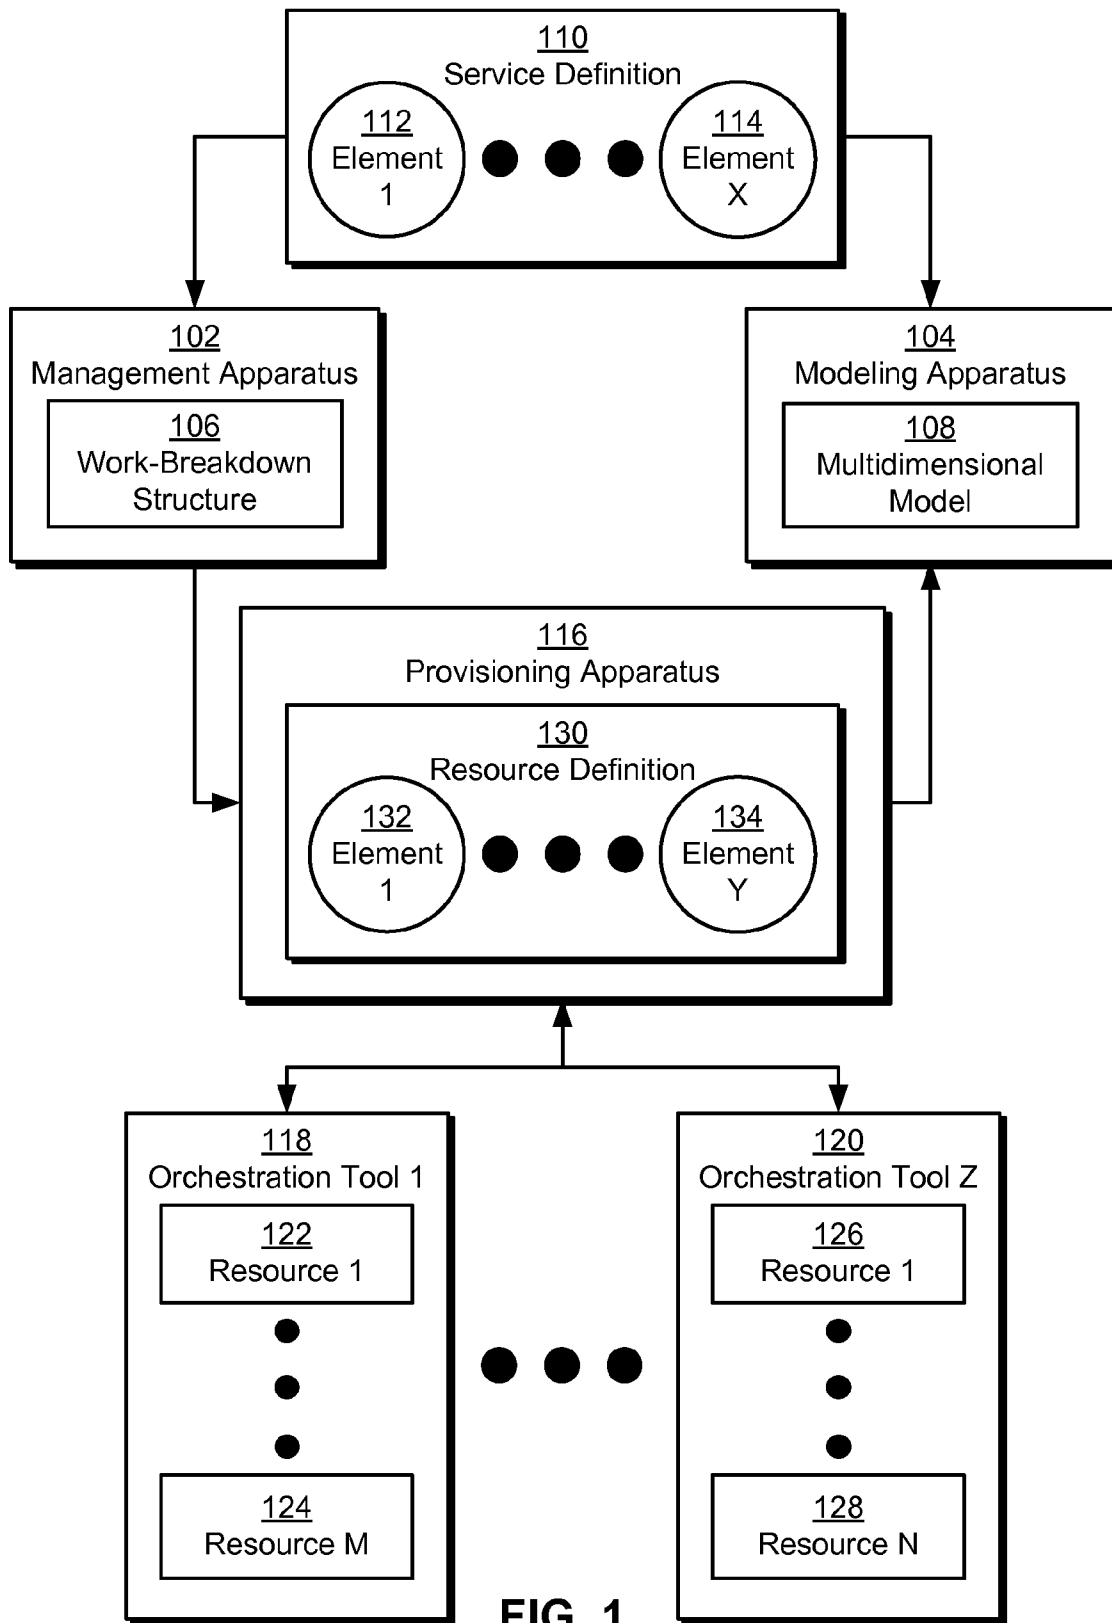 110
Service Definition
112
Element
1
114
Element
X
102
Management Apparatus
106
Work-Breakdown
Structure
104
Modeling Apparatus
108
Multidimensional
Model
116
Provisioning Apparatus
130
Resource Definition
132
Element
1
134
Element
Y
118
Orchestration Tool 1
122
Resource 1
124
Resource M
120
Orchestration Tool Z
126
Resource 1
128
Resource N
FIG. 1